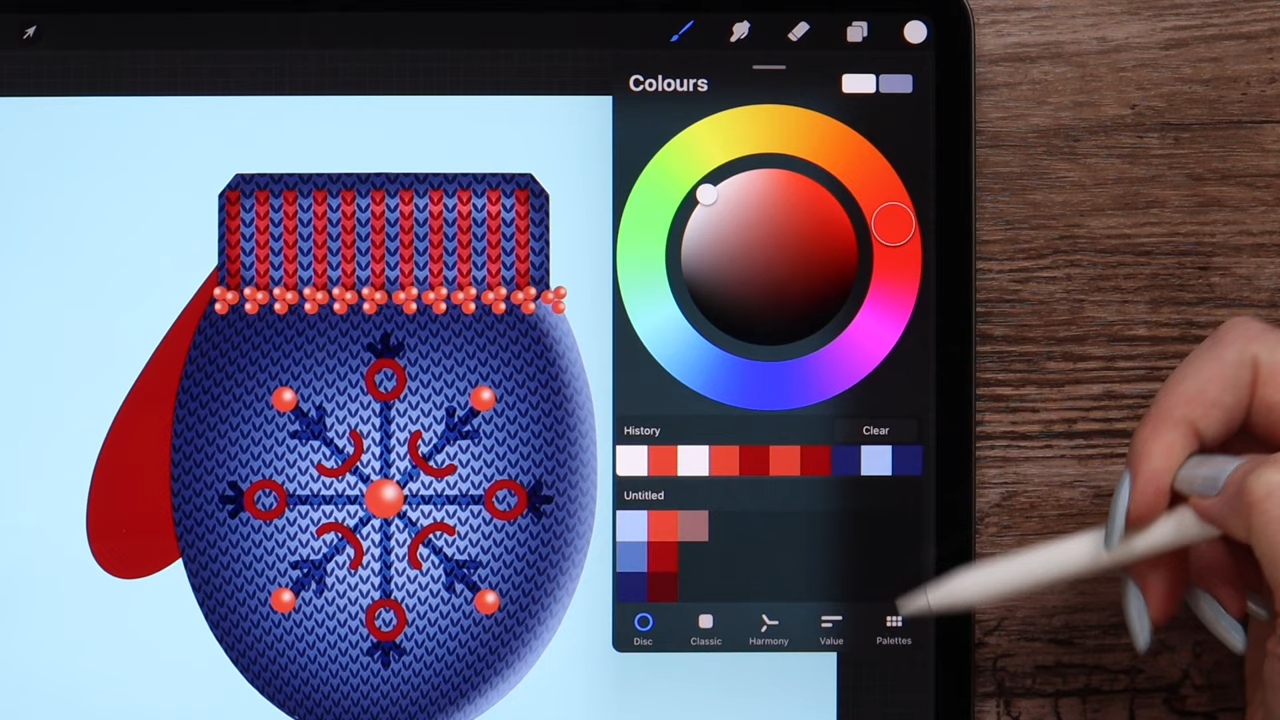 Colours
History
Clear
Untitled
Disc
Classic
Harmony
Value
Palettes